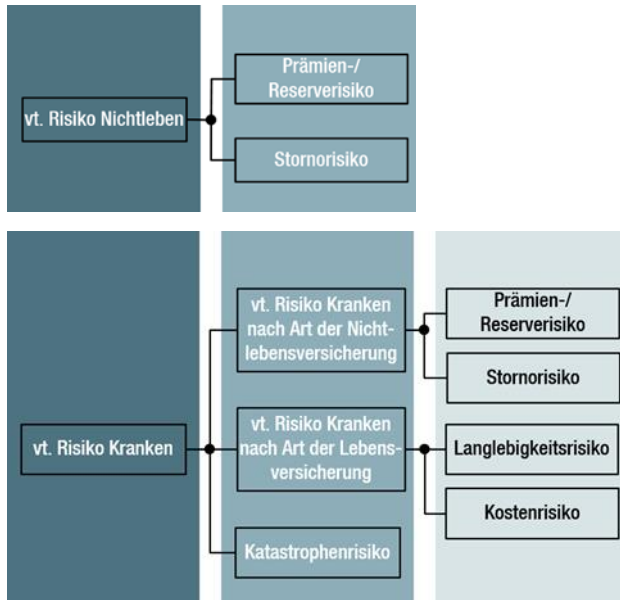 vt. Risiko Nichtleben
Prämien-/
Reserverisiko
Stornorisiko
vt. Risiko Kranken
vt. Risiko Kranken
nach Art der Nicht-
lebensversicherung
Prämien-/
Reserverisiko
Stornorisiko
vt. Risiko Kranken
nach Art der Lebens-
versicherung
Langlebigkeitsrisiko
Kostenrisiko
Katastrophenrisiko